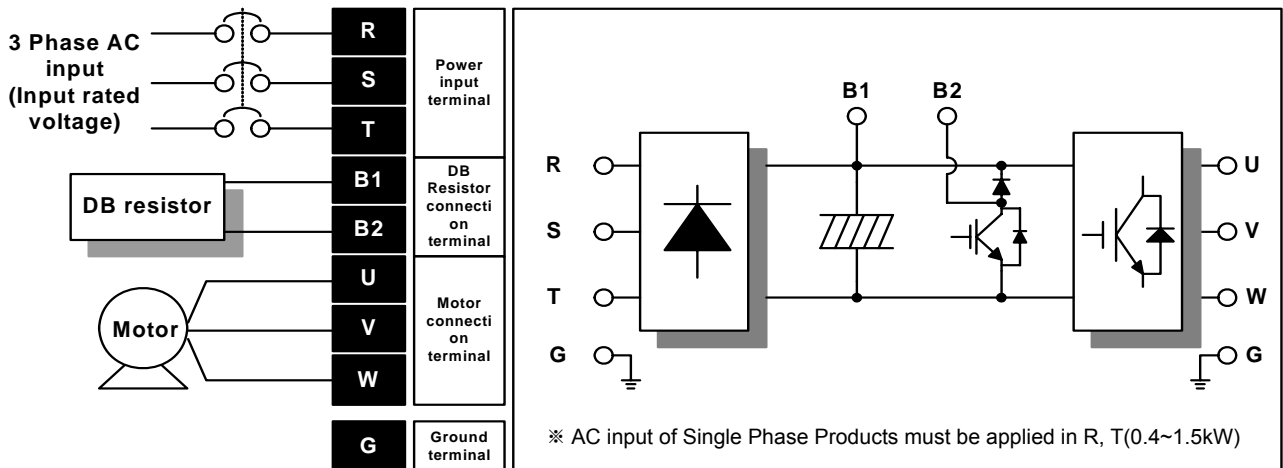 3 Phase AC
input
(Input rated
voltage)
R
S
T
Power
input
terminal
DB resistor
B1
B2
DB
Resistor
connecti
on
terminal
Motor
U
V
W
Motor
connecti
on
terminal
G
Ground
terminal
B1
B2
R
S
T
G
U
V
W
G
※ AC input of Single Phase Products must be applied in R, T(0.4~1.5kW)